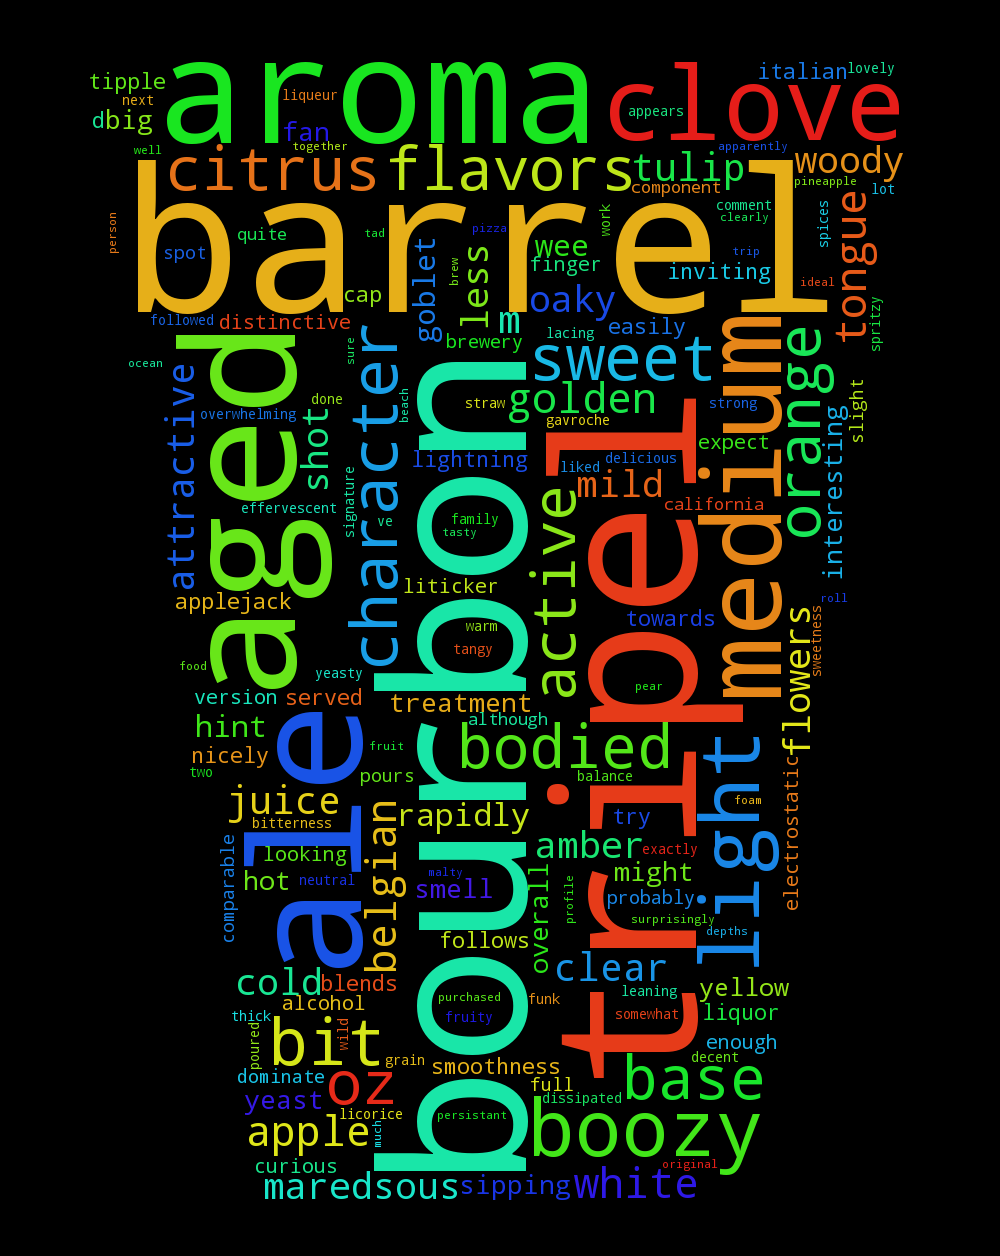 aroma
clove
tipple
next
d
big
liqueur
fan
together
appears
italian
lovely
well
citrus
flavors
tulip
component
apparently
woody
pineapple
lot
barrel
person
spot
quite
tad
goblet
brew
less
pizza
wee
finger
work
comment
clearly
trip
inviting
ideal
spices
tongue
spritzy
cap
m
oaky
followed
distinctive
brewery
lacing
easily
ocean
attractive
aged
overwhelming
done
shot
sure
character
beach
bourbon
straw
golden
sweet
gavroche
strong
medium
orange
slight
interesting
expect
lightning
liked
delicious
mild
california
effervescent
signature
ve
family
tasty
active
tripel
applejack
liticker
warm
tangy
towards
roll
sweetness
flowers
food
yeasty
pear
version
served
treatment
although
hint
nicely
two
ale
fruit
pours
bodied
balance
light
foam
electrostatic
juice
bitterness
belgian
rapidly
try
amber
exactly
comparable
looking
hot
neutral
malty
smell
overall
profile
might
probably
surprisingly
depths
follows
clear
cold
blends
alcohol
purchased
fruity
funk
leaning
somewhat
yellow
liquor
thick
poured
bit
wild
grain
smoothness
enough
decent
dominate
oz
full
base
yeast
licorice
dissipated
apple
much
persistant
boozy
curious
original
maredsous
sipping
white